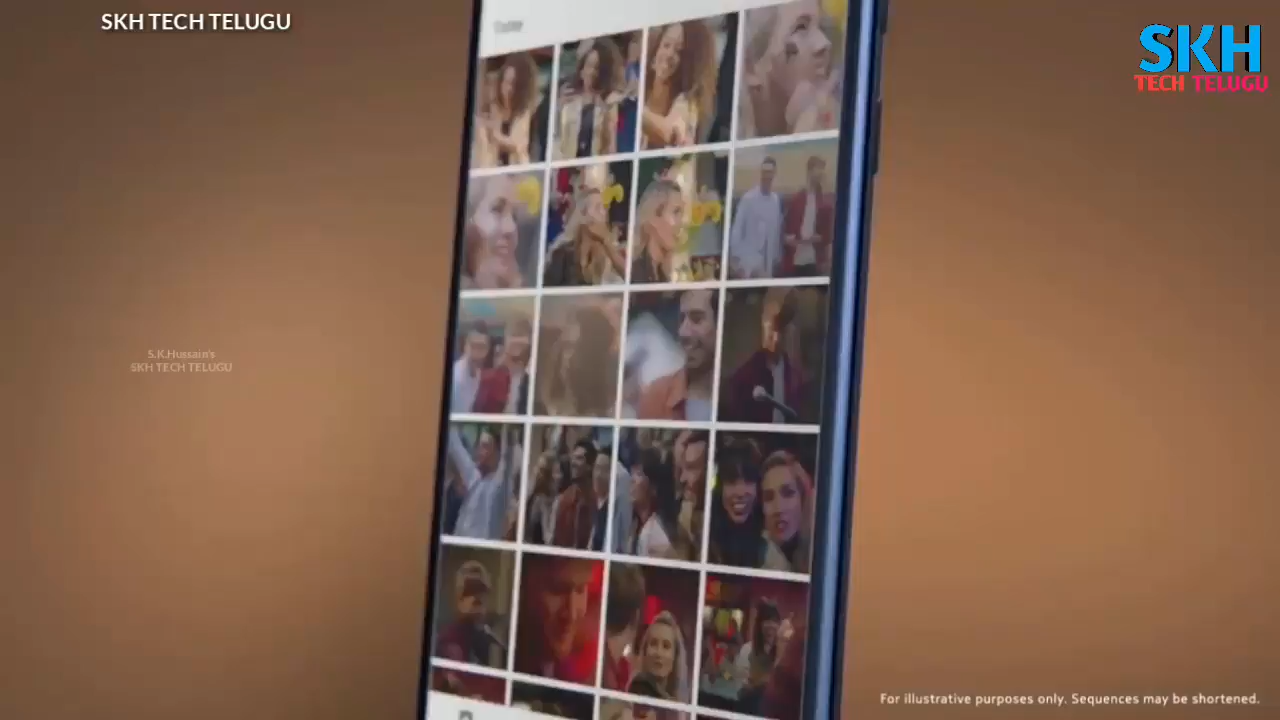 SKH TECH TELUGU
SKH
TECH TELUGU
S.K.Hussain's
SKH TECH TELUGU
For illustrative purposes only. Sequences may be shortened.